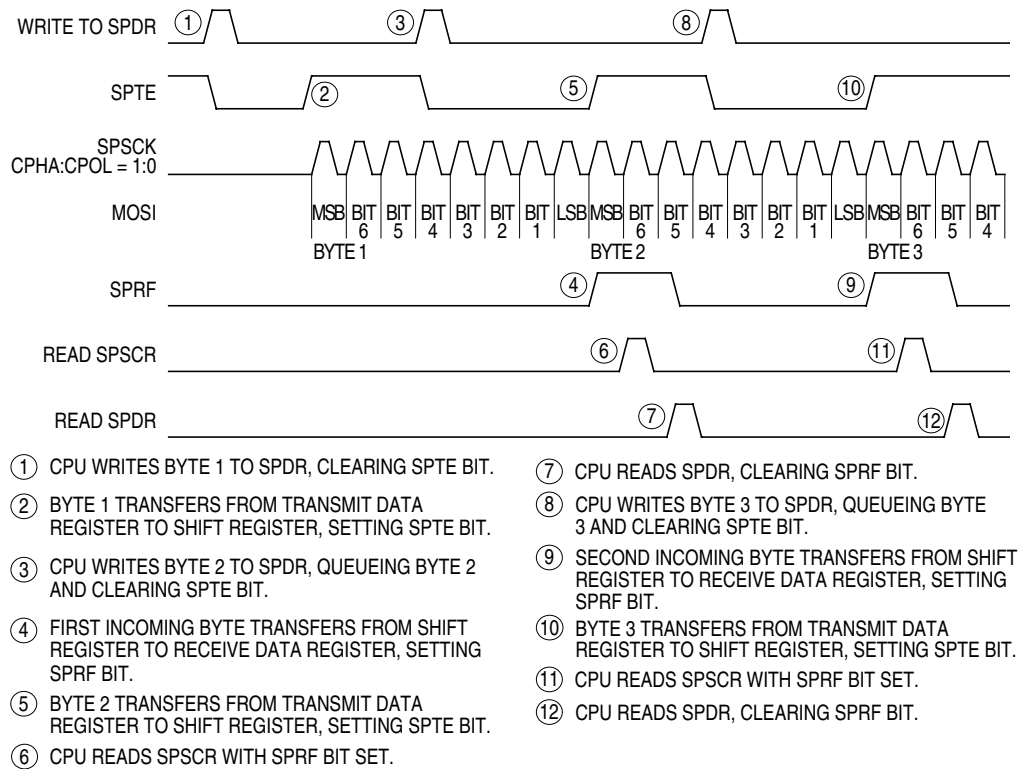 WRITE TO SPDR
1
3
8
SPTE
2
5
10
SPSCK
CPHA:CPOL = 1:0
MOSI
MSB BIT BIT BIT BIT BIT BIT LSB MSB BIT BIT BIT BIT BIT BIT LSB MSB BIT BIT BIT
6 5 4 3 2 1 6 5 4 3 2 1 6 5 4
BYTE 1
BYTE 2
BYTE 3
SPRF
4
9
READ SPSCR
6
11
READ SPDR
7
12
1 CPU WRITES BYTE 1 TO SPDR, CLEARING SPTE BIT.
2 BYTE 1 TRANSFERS FROM TRANSMIT DATA
REGISTER TO SHIFT REGISTER, SETTING SPTE BIT.
3 CPU WRITES BYTE 2 TO SPDR, QUEUEING BYTE 2
AND CLEARING SPTE BIT.
4 FIRST INCOMING BYTE TRANSFERS FROM SHIFT
REGISTER TO RECEIVE DATA REGISTER, SETTING
SPRF BIT.
5 BYTE 2 TRANSFERS FROM TRANSMIT DATA
REGISTER TO SHIFT REGISTER, SETTING SPTE BIT.
6 CPU READS SPSCR WITH SPRF BIT SET.
7 CPU READS SPDR, CLEARING SPRF BIT.
8 CPU WRITES BYTE 3 TO SPDR, QUEUEING BYTE
3 AND CLEARING SPTE BIT.
9 SECOND INCOMING BYTE TRANSFERS FROM SHIFT
REGISTER TO RECEIVE DATA REGISTER, SETTING
SPRF BIT.
10 BYTE 3 TRANSFERS FROM TRANSMIT DATA
REGISTER TO SHIFT REGISTER, SETTING SPTE BIT.
11 CPU READS SPSCR WITH SPRF BIT SET.
12 CPU READS SPDR, CLEARING SPRF BIT.